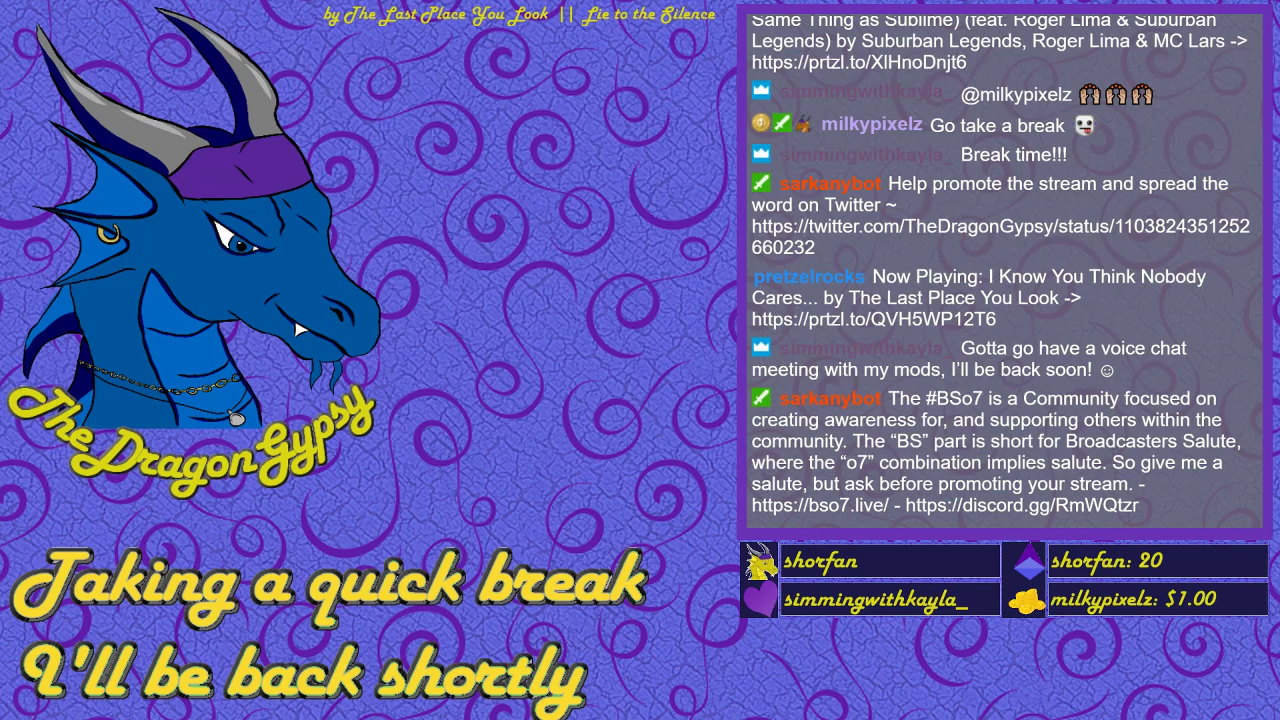 by The Last Place You Look || Lie to the Silence
Same Thing as Sublime) (feat. Roger Lima & Suburban
Legends) by Suburban Legends, Roger Lima & MC Lars ->
https://prtzl.to/XlHnoDnjt6
simmingwithkayla_ @milkypixelz
milkypixelz Go take a break
simmingwithkayla_ Break time!!!
sarkanybot Help promote the stream and spread the
word on Twitter ~
https://twitter.com/TheDragonGypsy/status/1103824351252
660232
pretzelrocks Now Playing: I Know You Think Nobody
Cares... by The Last Place You Look ->
https://prtzl.to/QVH5WP12T6
simmingwithkayla_ Gotta go have a voice chat
meeting with my mods, I'll be back soon! ☺
sarkanybot The #BSo7 is a Community focused on
creating awareness for, and supporting others within the
community. The “BS” part is short for Broadcasters Salute,
where the “o7” combination implies salute. So give me a
salute, but ask before promoting your stream. -
https://bso7.live/ - https://discord.gg/RmWQtzr
TheDragonGypsy
Taking a quick break
I'll be back shortly
shorfan
shorfan: 20
simmingwithkayla_
milkypixelz: $1.00